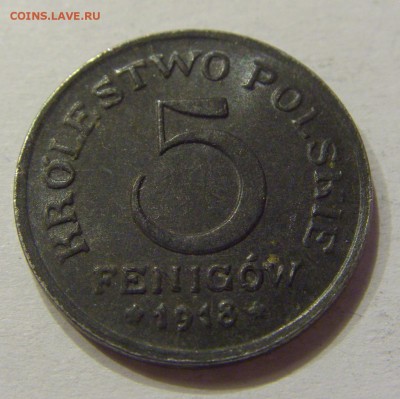 COINS.LAVE.RU
KRÓLESTWO POLSKIE
5
FENIGÓW
* 1918 *